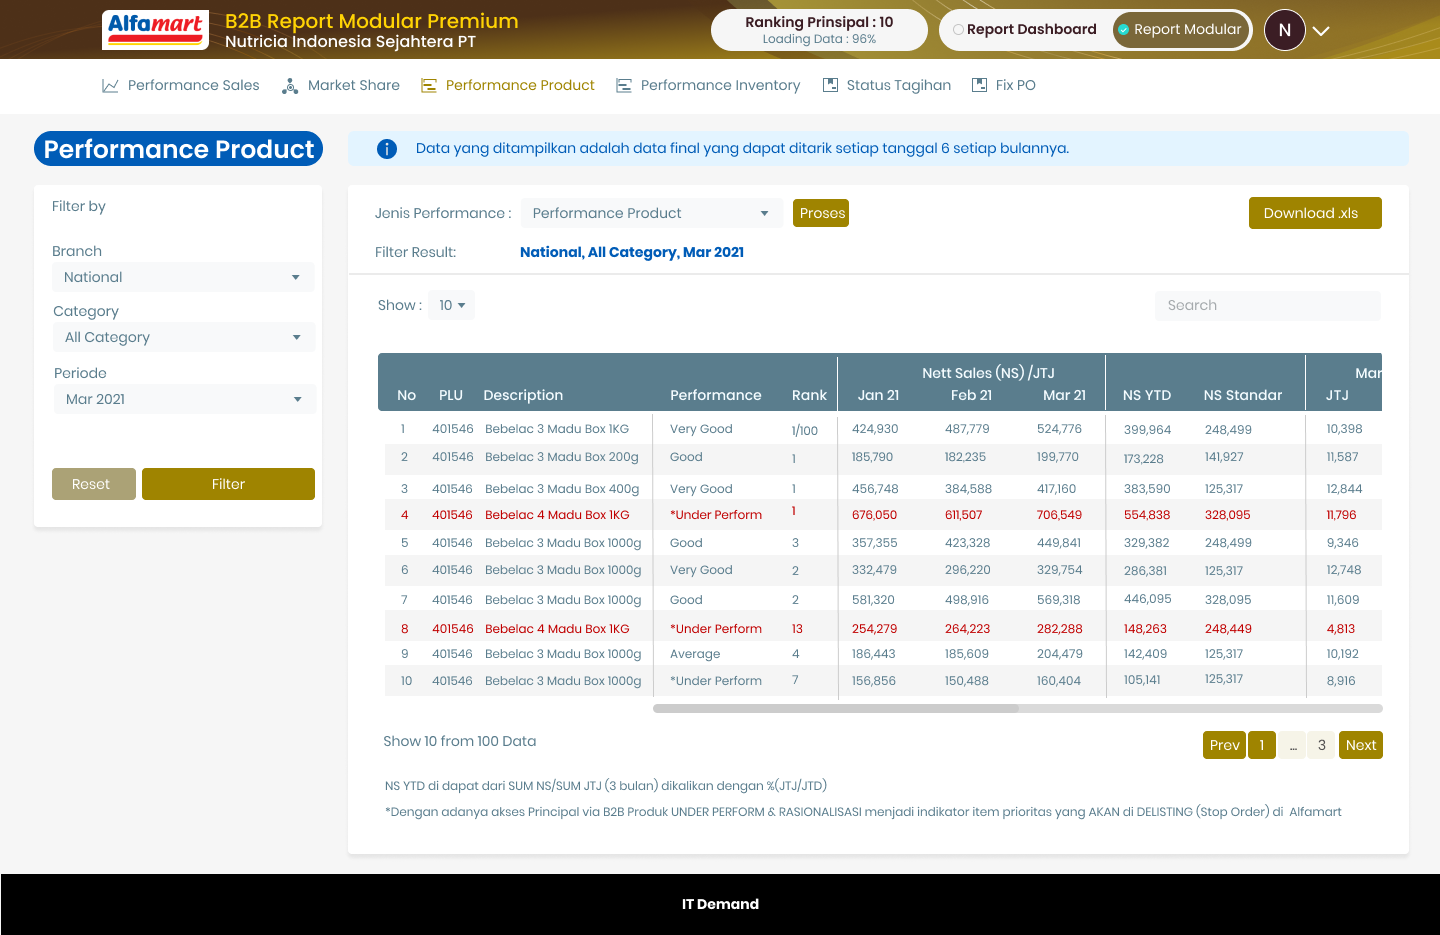 Alfamart
B2B Report Modular Premium
Nutricia Indonesia Sejahtera PT
Ranking Prinsipal : 10
Loading Data : 96%
Report Dashboard
Report Modular
N
Performance Sales
Market Share
Performance Product
Performance Inventory
Status Tagihan
Fix PO
Performance Product
Data yang ditampilkan adalah data final yang dapat ditarik setiap tanggal 6 setiap bulannya.
Filter by
Branch
National
Category
All Category
Periode
Mar 2021
Reset
Filter
Jenis Performance :
Performance Product
Proses
Download .xls
Filter Result:
National, All Category, Mar 2021
Show :
10
Search
Nett Sales (NS) /JTJ
Mar
No PLU Description Performance Rank Jan 21 Feb 21 Mar 21 NS YTD NS Standar JTJ
1 401546 Bebelac 3 Madu Box 1KG Very Good 1/100 424,930 487,779 524,776 399,964 248,499 10,398
2 401546 Bebelac 3 Madu Box 200g Good 1 185,790 182,235 199,770 173,228 141,927 11,587
3 401546 Bebelac 3 Madu Box 400g Very Good 1 456,748 384,588 417,160 383,590 125,317 12,844
4 401546 Bebelac 4 Madu Box 1KG *Under Perform 1 676,050 611,507 706,549 554,838 328,095 11,796
5 401546 Bebelac 3 Madu Box 1000g Good 3 357,355 423,328 449,841 329,382 248,499 9,346
6 401546 Bebelac 3 Madu Box 1000g Very Good 2 332,479 296,220 329,754 286,381 125,317 12,748
7 401546 Bebelac 3 Madu Box 1000g Good 2 581,320 498,916 569,318 446,095 328,095 11,609
8 401546 Bebelac 4 Madu Box 1KG *Under Perform 13 254,279 264,223 282,288 148,263 248,449 4,813
9 401546 Bebelac 3 Madu Box 1000g Average 4 186,443 185,609 204,479 142,409 125,317 10,192
10 401546 Bebelac 3 Madu Box 1000g *Under Perform 7 156,856 150,488 160,404 105,141 125,317 8,916
Show 10 from 100 Data
Prev 1 ... 3 Next
NS YTD di dapat dari SUM NS/SUM JTJ (3 bulan) dikalikan dengan %(JTJ/JTD)
*Dengan adanya akses Principal via B2B Produk UNDER PERFORM & RASIONALISASI menjadi indikator item prioritas yang AKAN di DELISTING (Stop Order) di Alfamart
IT Demand